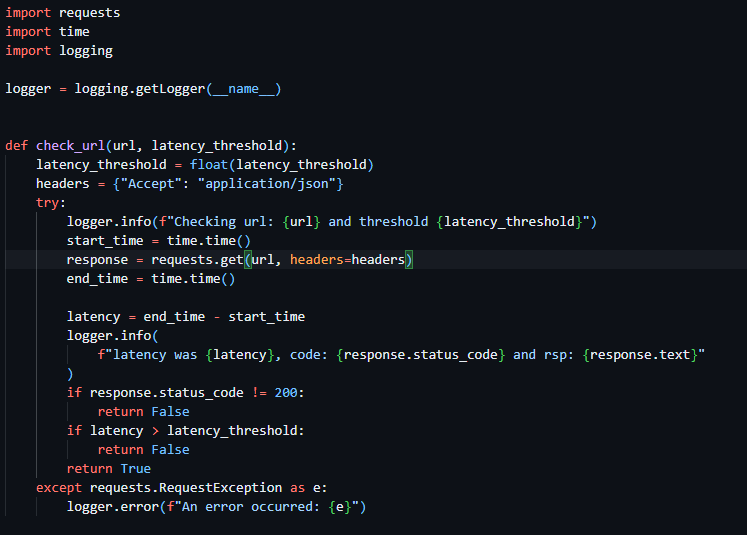 import requests
import time
import logging

logger = logging.getLogger(__name__)


def check_url(url, latency_threshold):
    latency_threshold = float(latency_threshold)
    headers = {"Accept": "application/json"}
    try:
        logger.info(f"Checking url: {url} and threshold {latency_threshold}")
        start_time = time.time()
        response = requests.get(url, headers=headers)
        end_time = time.time()

        latency = end_time - start_time
        logger.info(
            f"latency was {latency}, code: {response.status_code} and rsp: {response.text}"
        )
        if response.status_code != 200:
            return False
        if latency > latency_threshold:
            return False
        return True
    except requests.RequestException as e:
        logger.error(f"An error occurred: {e}")